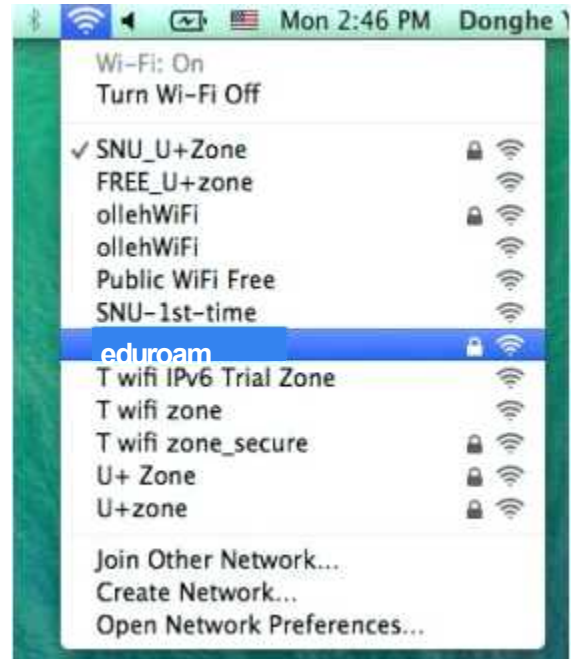 Mon 2:46 PM Donghe
Wi-Fi: On
Turn Wi-Fi Off
SNU_U+Zone
FREE_U+zone
ollehWiFi
ollehWiFi
Public WiFi Free
SNU-1st-time
eduroam
T wifi IPv6 Trial Zone
T wifi zone
T wifi zone_secure
U+ Zone
U+zone
Join Other Network...
Create Network...
Open Network Preferences...